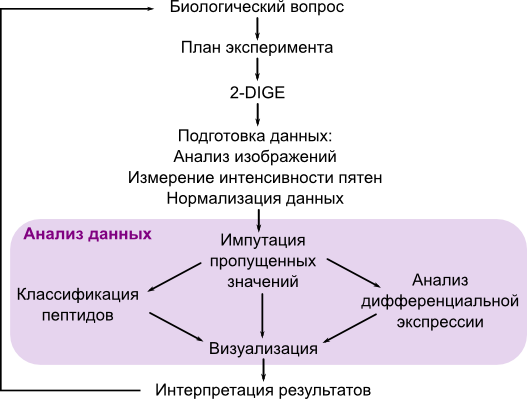 Биологический вопрос
План эксперимента
2-DIGE
Подготовка данных:
Анализ изображений
Измерение интенсивности пятен
Нормализация данных
Анализ данных
Импутация
пропущенных
значений
Классификация
пептидов
Анализ
дифференциальной
экспрессии
Визуализация
Интерпретация результатов